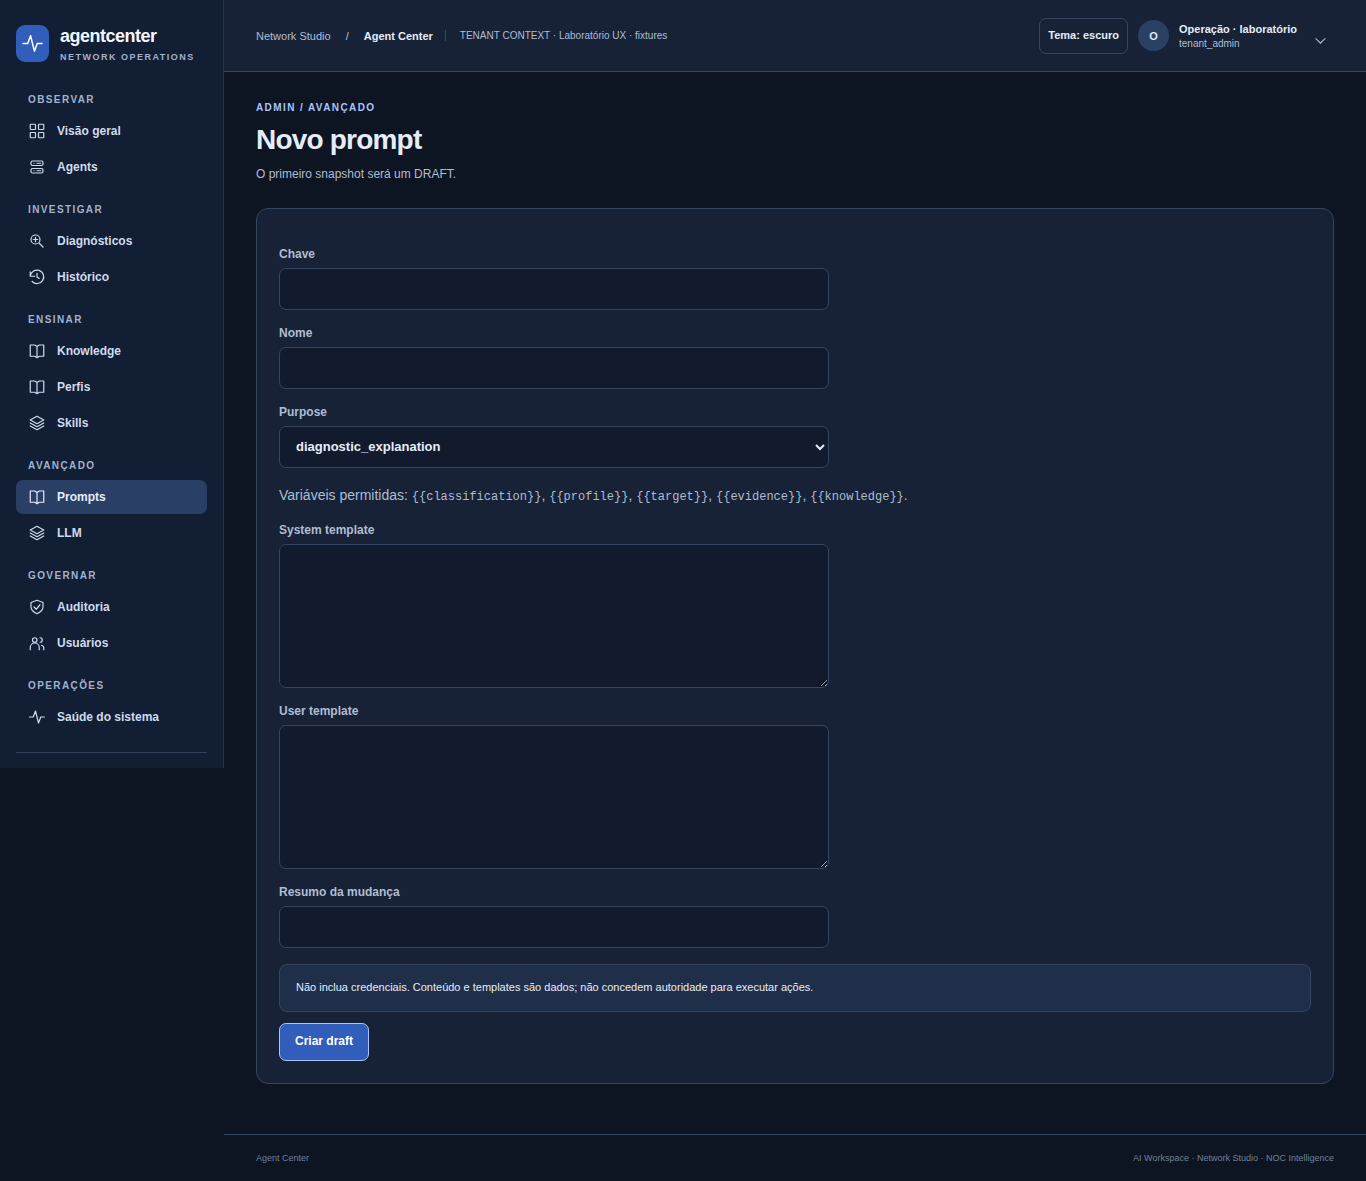 agentcenter
NETWORK OPERATIONS
OBSERVAR
Visão geral
Agents
INVESTIGAR
Diagnósticos
Histórico
ENSINAR
Knowledge
Perfis
Skills
AVANÇADO
Prompts
LLM
GOVERNAR
Auditoria
Usuários
OPERAÇÕES
Saúde do sistema
Network Studio / Agent Center TENANT CONTEXT · Laboratório UX · fixtures
Tema: escuro
O
Operação · laboratório
tenant_admin
ADMIN / AVANÇADO
Novo prompt
O primeiro snapshot será um DRAFT.
Chave
Nome
Purpose
diagnostic_explanation
Variáveis permitidas: {{classification}}, {{profile}}, {{target}}, {{evidence}}, {{knowledge}}.
System template
User template
Resumo da mudança
Não inclua credenciais. Conteúdo e templates são dados; não concedem autoridade para executar ações.
Criar draft
Agent Center
AI Workspace · Network Studio · NOC Intelligence